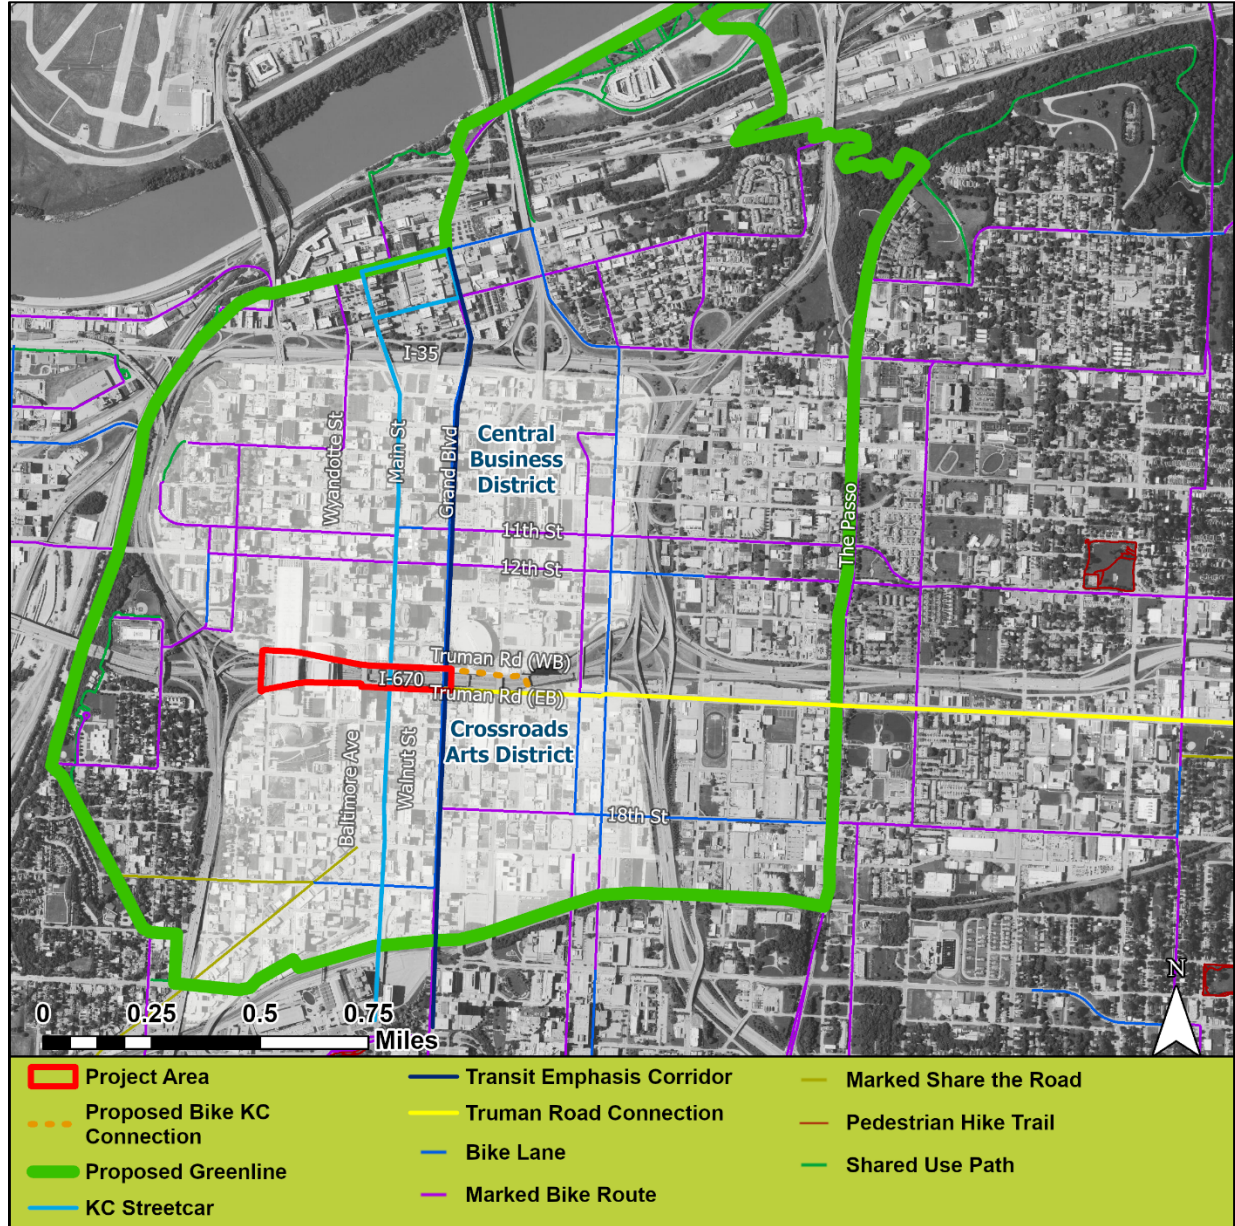 I-35
Wyandotte St
Main St
Grand Blvd
Central
Business
District
11th St
12th St
The Passo
Truman Rd (WB)
I-670
Truman Rd (EB)
Crossroads
Arts District
Baltimore Ave
Walnut St
18th St
N
0 0.25 0.5 0.75
Miles
Project Area
Proposed Bike KC
Connection
Proposed Greenline
KC Streetcar
Transit Emphasis Corridor
Truman Road Connection
Bike Lane
Marked Bike Route
Marked Share the Road
Pedestrian Hike Trail
Shared Use Path